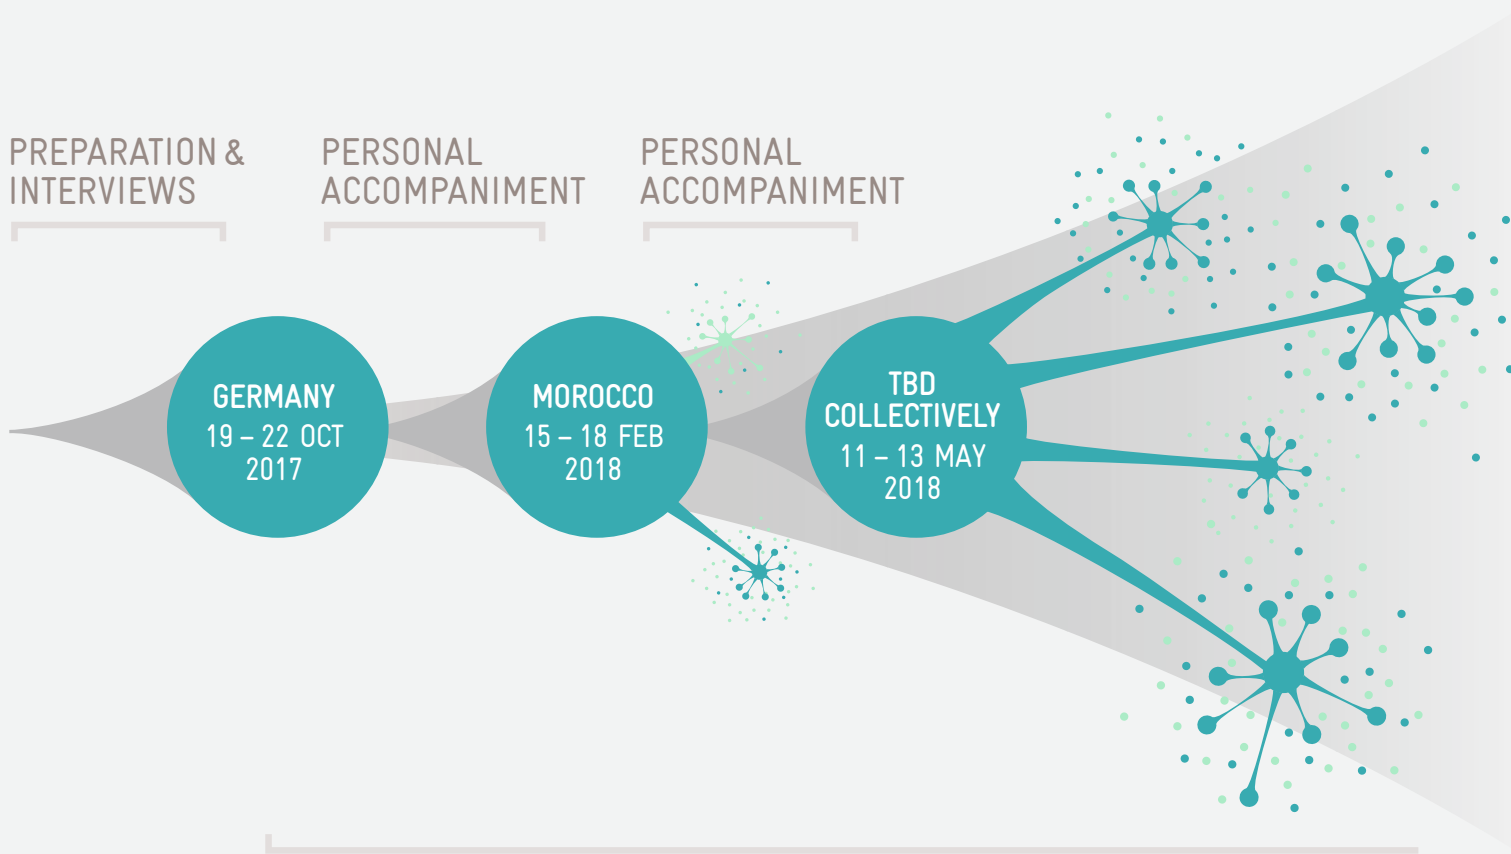 PREPARATION &
INTERVIEWS
PERSONAL
ACCOMPANIMENT
PERSONAL
ACCOMPANIMENT
GERMANY
19 – 22 OCT
2017
MOROCCO
15 – 18 FEB
2018
TBD
COLLECTIVELY
11 – 13 MAY
2018